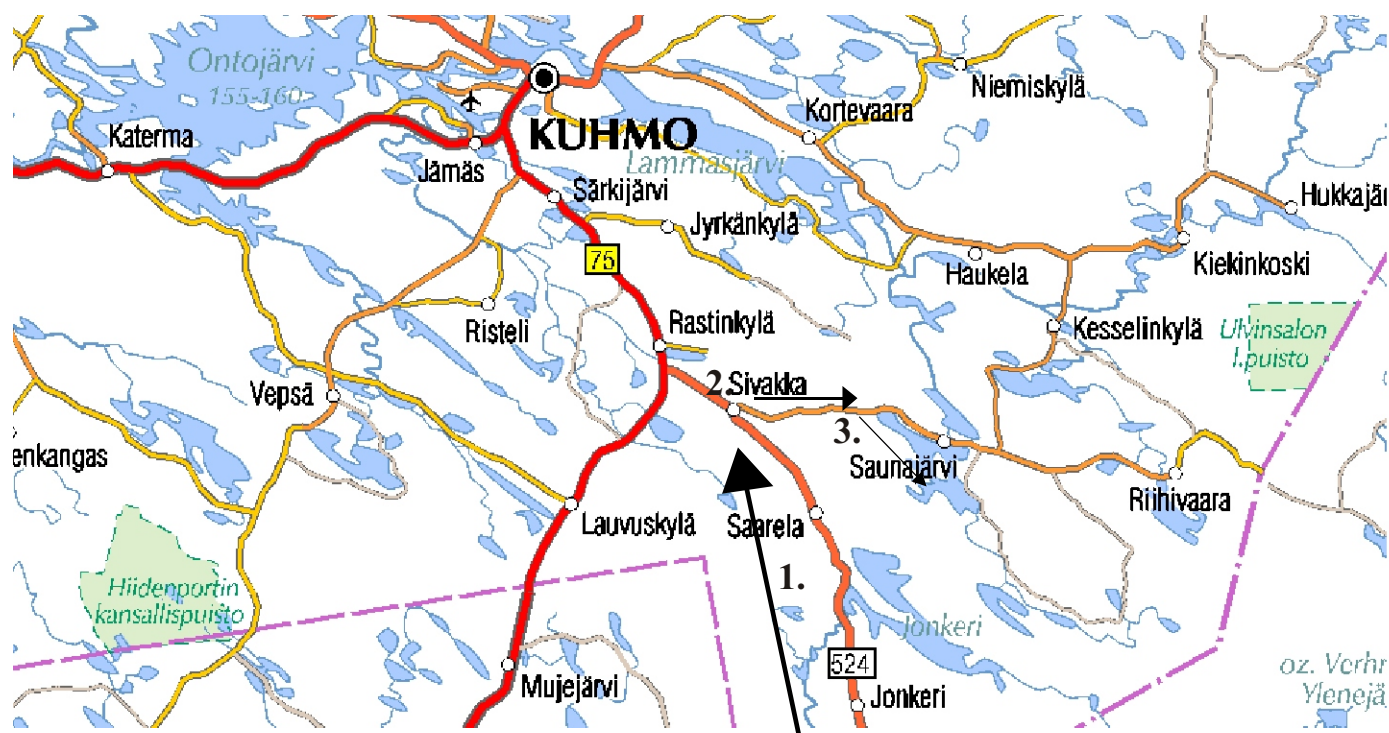 Ontojärvi
155-160
Niemiskylä
Kortevaara
Katerma
KUHMO
Jämäs
Lammasjärvi
Särkijärvi
Hukkajär
Jyrkänkylä
75
Haukela
Kiekinkoski
Risteli
Rastinkylä
Kesselinkylä
Ulvinsalon
l.puisto
Vepsä
2.
Sivakka
3.
enkangas
Saunajärvi
Riihivaara
Lauvuskylä
Saarela
1.
Hiidenportin
kansallispuisto
Jonkeri
524
oz. Verhn
Mujejärvi
Jonkeri
Ylenejä